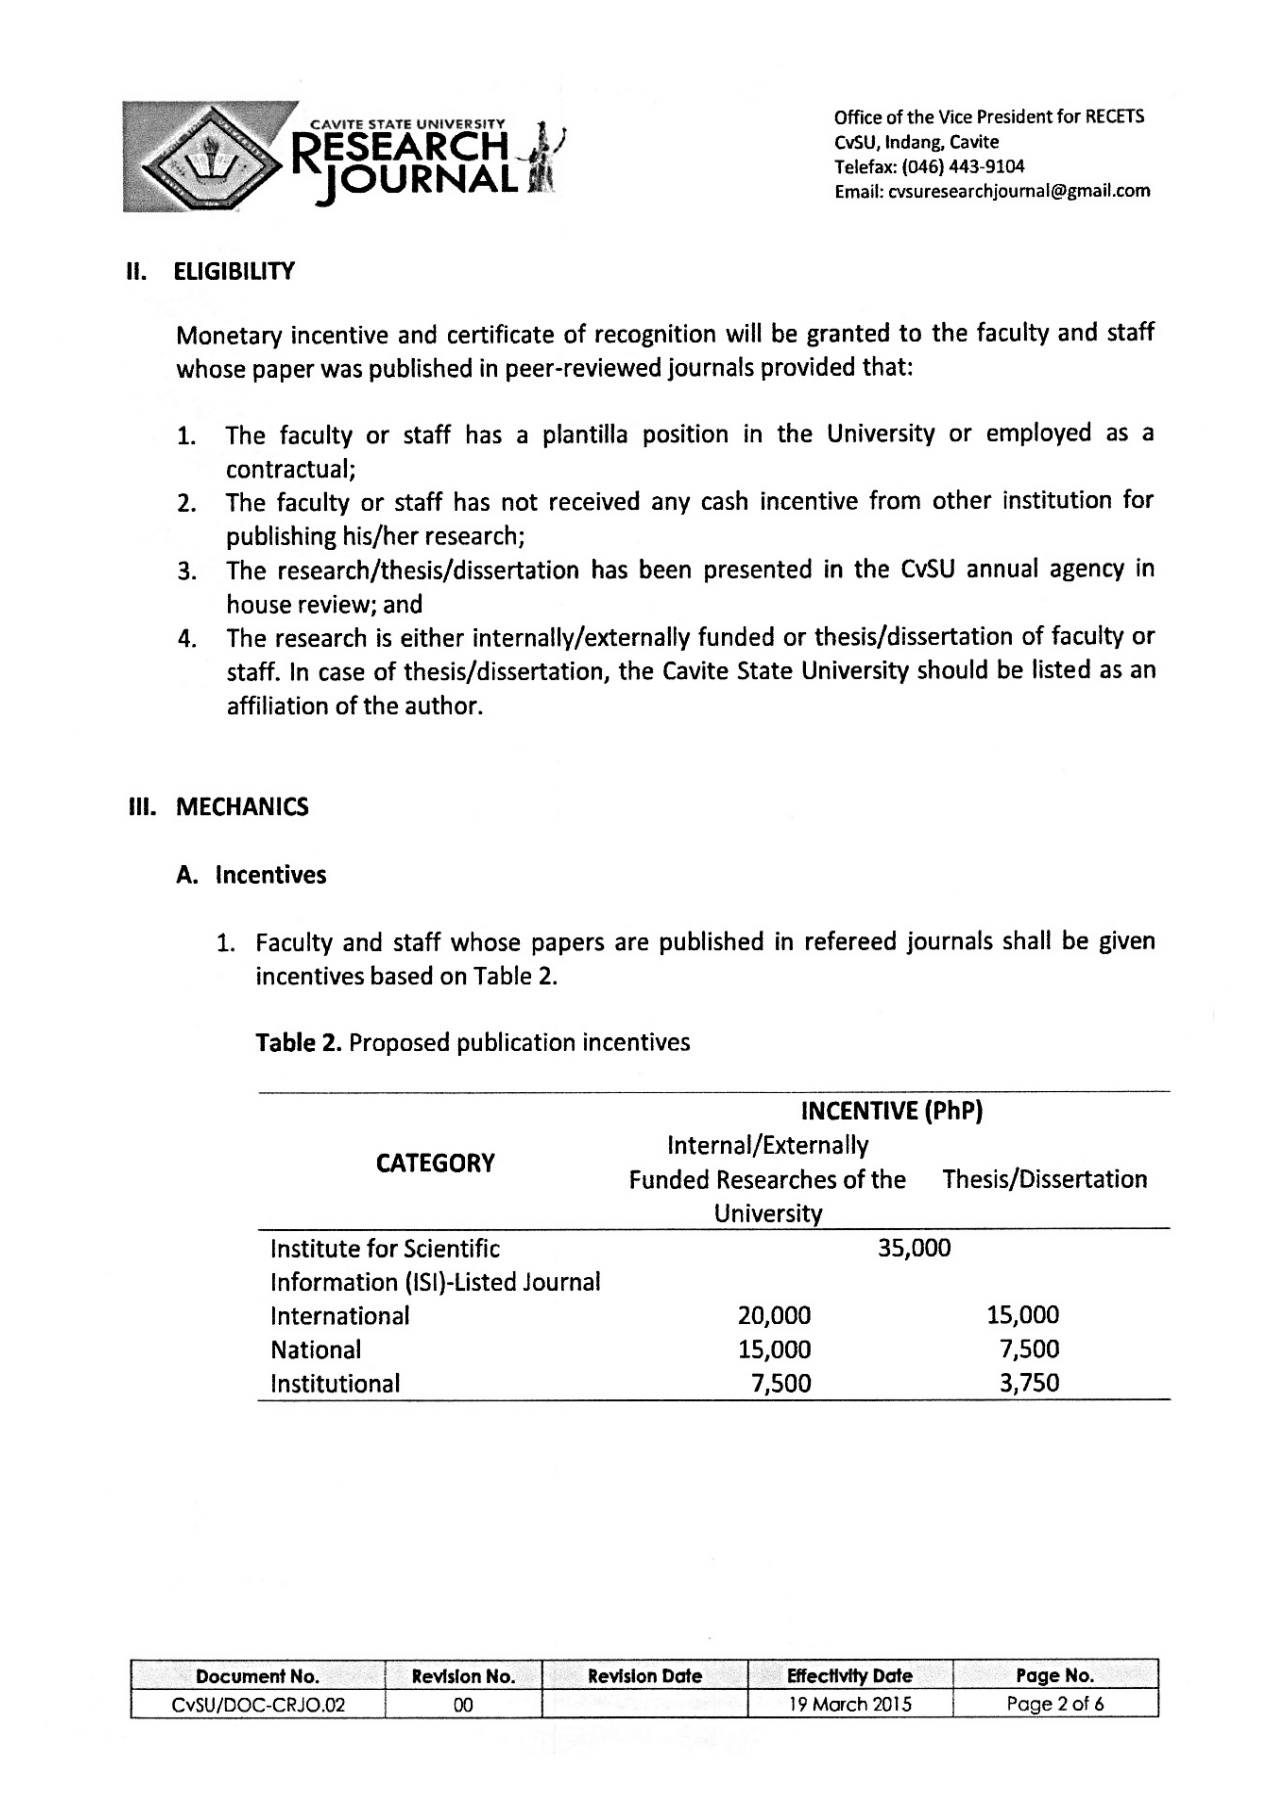 CAVITE STATE UNIVERSITY
RESEARCH
JOURNAL
Office of the Vice President for RECETS
CvSU, Indang, Cavite
Telefax: (046) 443-9104
Email: cvsuresearchjournal@gmail.com
II. ELIGIBILITY
Monetary incentive and certificate of recognition will be granted to the faculty and staff
whose paper was published in peer-reviewed journals provided that:
1. The faculty or staff has a plantilla position in the University or employed as a
contractual;
2. The faculty or staff has not received any cash incentive from other institution for
publishing his/her research;
3. The research/thesis/dissertation has been presented in the CvSU annual agency in
house review; and
4. The research is either internally/externally funded or thesis/dissertation of faculty or
staff. In case of thesis/dissertation, the Cavite State University should be listed as an
affiliation of the author.
III. MECHANICS
A. Incentives
1. Faculty and staff whose papers are published in refereed journals shall be given
incentives based on Table 2.
Table 2. Proposed publication incentives
INCENTIVE (PhP)
CATEGORY
Internal/Externally
Funded Researches of the
University
Thesis/Dissertation
Institute for Scientific 35,000
Information (ISI)-Listed Journal
International 20,000 15,000
National 15,000 7,500
Institutional 7,500 3,750
Document No. Revision No. Revision Date Effectivity Date Page No.
CvSU/DOC-CRJO.02 00 19 March 2015 Page 2 of 6